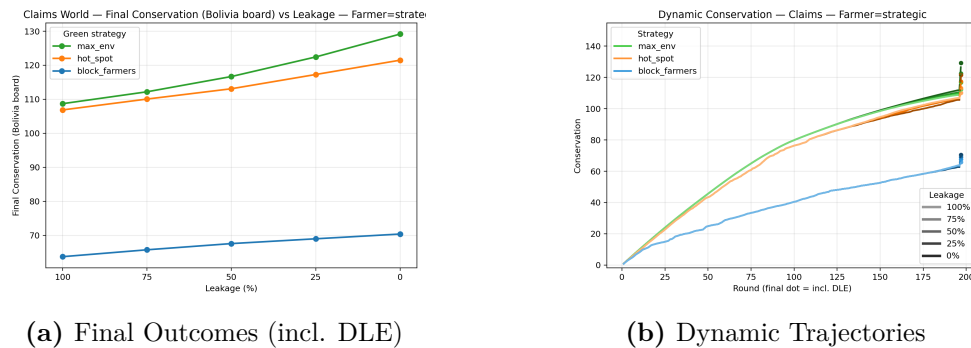 Claims World — Final Conservation (Bolivia board) vs Leakage — Farmer=strate
Final Conservation (Bolivia board)
130
120
110
100
90
80
70
Green strategy
max_env
hot_spot
block_farmers
100
75
50
25
0
Leakage (%)
(a) Final Outcomes (incl. DLE)
Dynamic Conservation — Claims — Farmer=strategic
Conservation
140
120
100
80
60
40
20
0
Strategy
max_env
hot_spot
block_farmers
Leakage
100%
75%
50%
25%
0%
0
25
50
75
100
125
150
175
200
Round (final dot = incl. DLE)
(b) Dynamic Trajectories